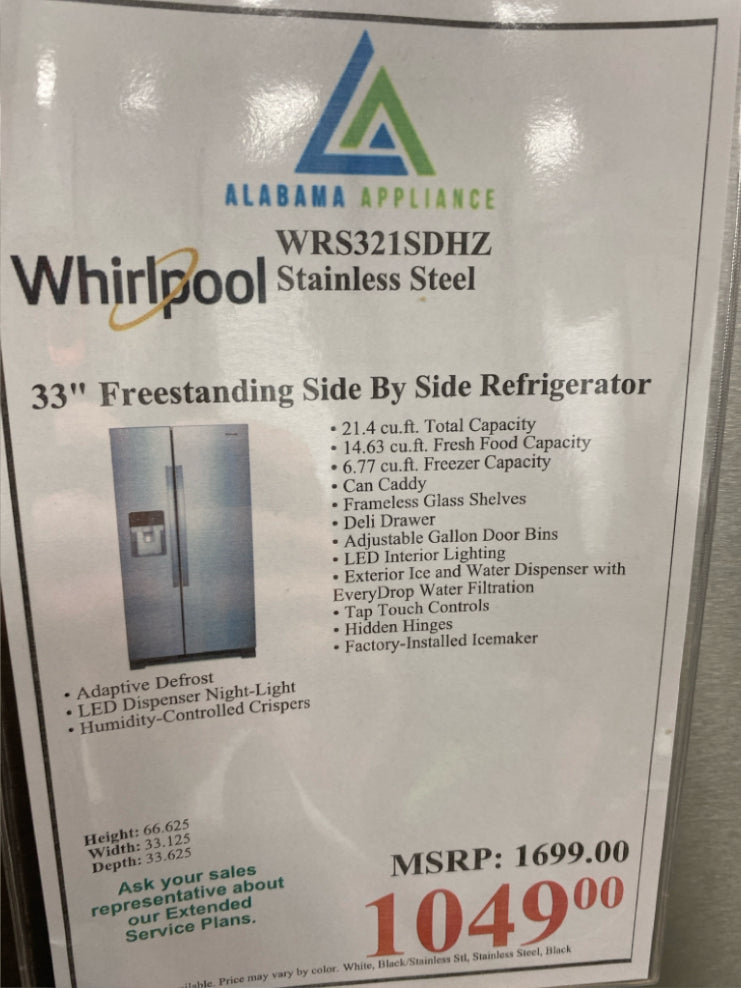 ALABAMA APPLIANCE
WRS321SDHZ
Whirlpool Stainless Steel
33" Freestanding Side By Side Refrigerator
• 21.4 cu.ft. Total Capacity
• 14.63 cu.ft. Fresh Food Capacity
• 6.77 cu.ft. Freezer Capacity
• Can Caddy
• Frameless Glass Shelves
• Deli Drawer
• Adjustable Gallon Door Bins
• LED Interior Lighting
• Exterior Ice and Water Dispenser with
EveryDrop Water Filtration
• Tap Touch Controls
• Hidden Hinges
• Factory-Installed Icemaker
• Adaptive Defrost
• LED Dispenser Night-Light
• Humidity-Controlled Crispers
Height: 66.625
Width: 33.125
Depth: 33.625
Ask your sales
representative about
our Extended
Service Plans.
MSRP: 1699.00
1049⁰⁰
Price may vary by color. White, Black/Stainless Stl, Stainless Steel, Black